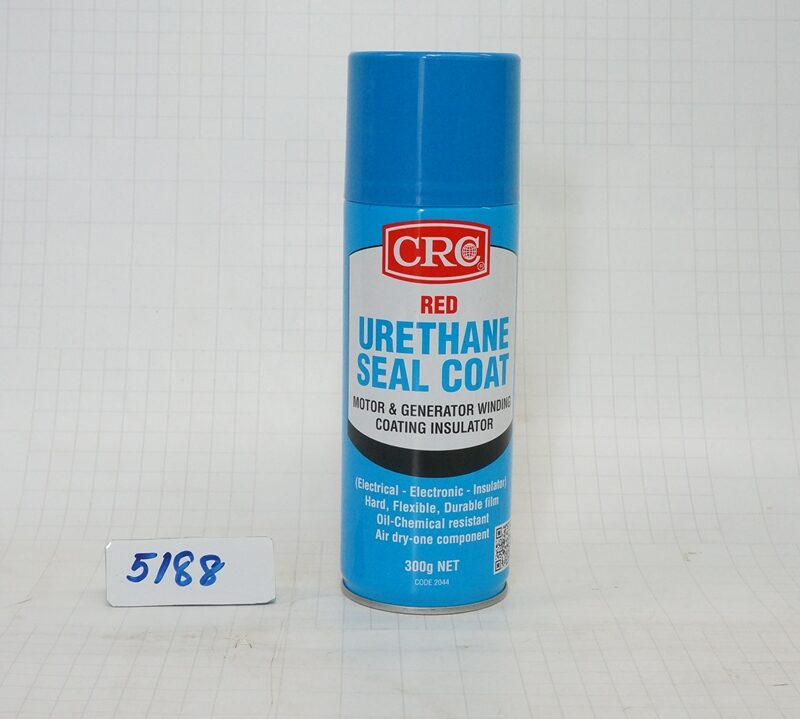 CRC
RED
URETHANE
SEAL COAT
MOTOR & GENERATOR WINDING
COATING INSULATOR
(Electrical - Electronic - Insulator)
Hard, Flexible, Durable film
Oil-Chemical resistant
Air dry-one component
300g NET
CODE 2044
5188